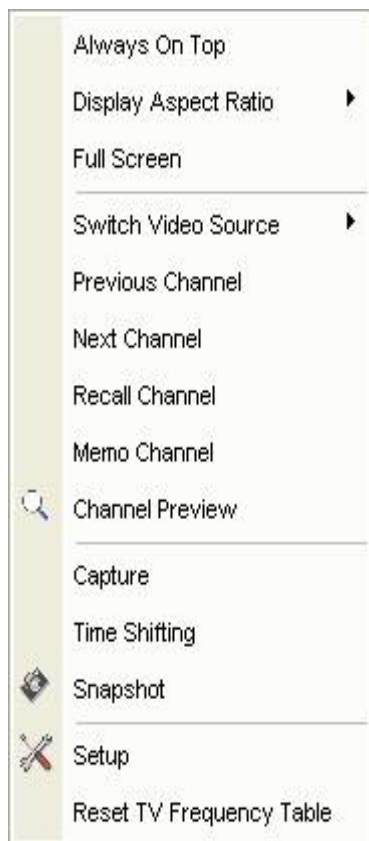 Always On Top
Display Aspect Ratio
Full Screen
Switch Video Source
Previous Channel
Next Channel
Recall Channel
Memo Channel
Channel Preview
Capture
Time Shifting
Snapshot
Setup
Reset TV Frequency Table